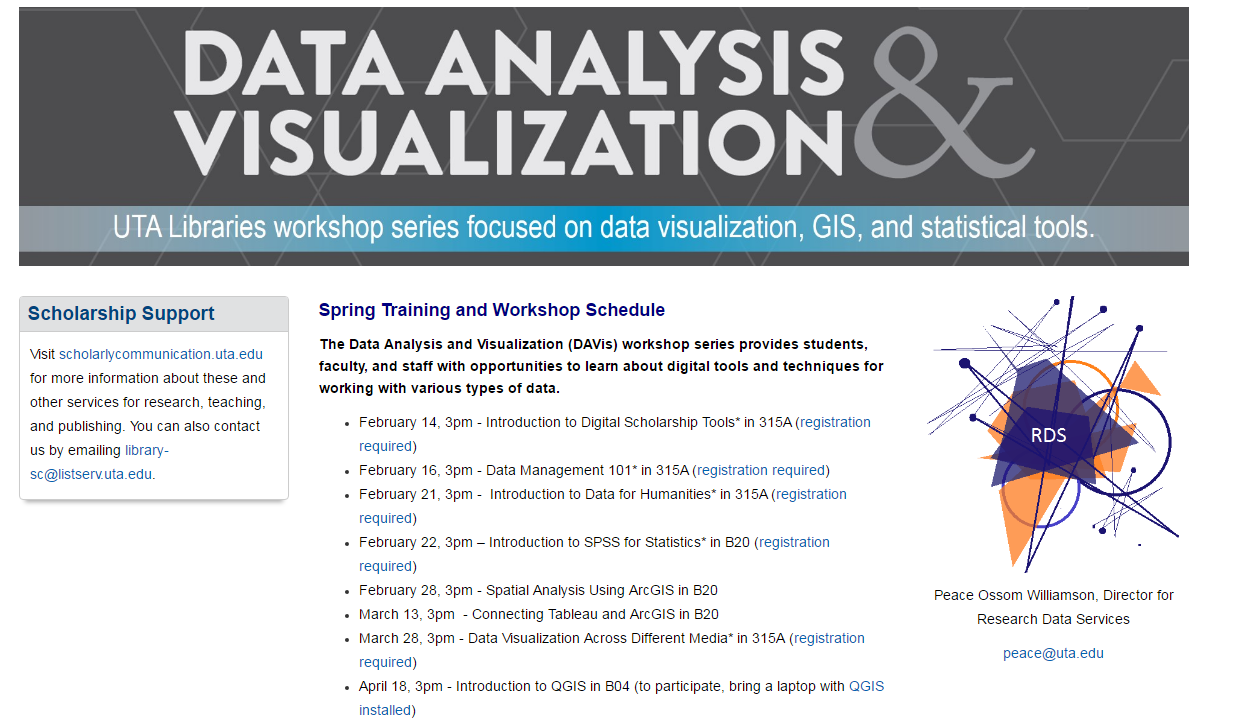 DATA ANALYSIS &
VISUALIZATION
UTA Libraries workshop series focused on data visualization, GIS, and statistical tools.
Scholarship Support
Visit scholarlycommunication.uta.edu
for more information about these and
other services for research, teaching,
and publishing. You can also contact
us by emailing library-
sc@listserv.uta.edu.
Spring Training and Workshop Schedule
The Data Analysis and Visualization (DAVis) workshop series provides students,
faculty, and staff with opportunities to learn about digital tools and techniques for
working with various types of data.
• February 14, 3pm - Introduction to Digital Scholarship Tools* in 315A (registration
required)
• February 16, 3pm - Data Management 101* in 315A (registration required)
• February 21, 3pm -  Introduction to Data for Humanities* in 315A (registration
required)
• February 22, 3pm – Introduction to SPSS for Statistics* in B20 (registration
required)
• February 28, 3pm - Spatial Analysis Using ArcGIS in B20
• March 13, 3pm  - Connecting Tableau and ArcGIS in B20
• March 28, 3pm - Data Visualization Across Different Media* in 315A (registration
required)
• April 18, 3pm - Introduction to QGIS in B04 (to participate, bring a laptop with QGIS
installed)
RDS
Peace Ossom Williamson, Director for
Research Data Services
peace@uta.edu